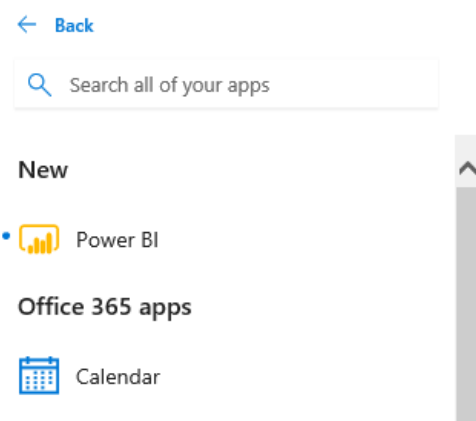 Back
Search all of your apps
New
Power BI
Office 365 apps
Calendar